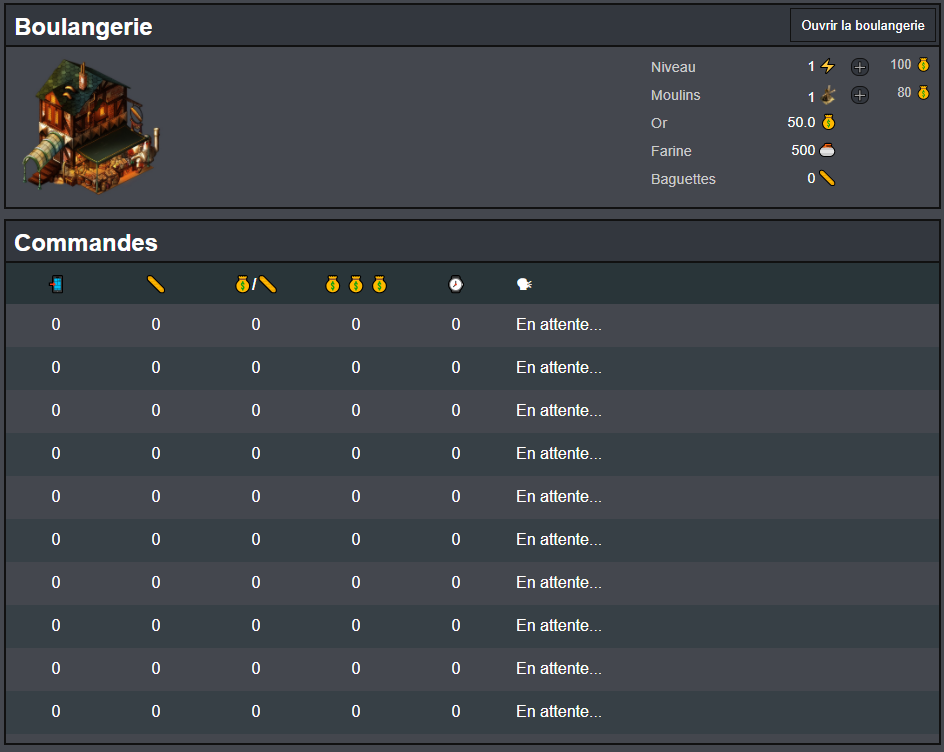 Boulangerie
Ouvrir la boulangerie
Niveau 1 100
Moulins 1 80
Or 50.0
Farine 500
Baguettes 0
Commandes
/
0 0 0 0 0 En attente...
0 0 0 0 0 En attente...
0 0 0 0 0 En attente...
0 0 0 0 0 En attente...
0 0 0 0 0 En attente...
0 0 0 0 0 En attente...
0 0 0 0 0 En attente...
0 0 0 0 0 En attente...
0 0 0 0 0 En attente...
0 0 0 0 0 En attente...